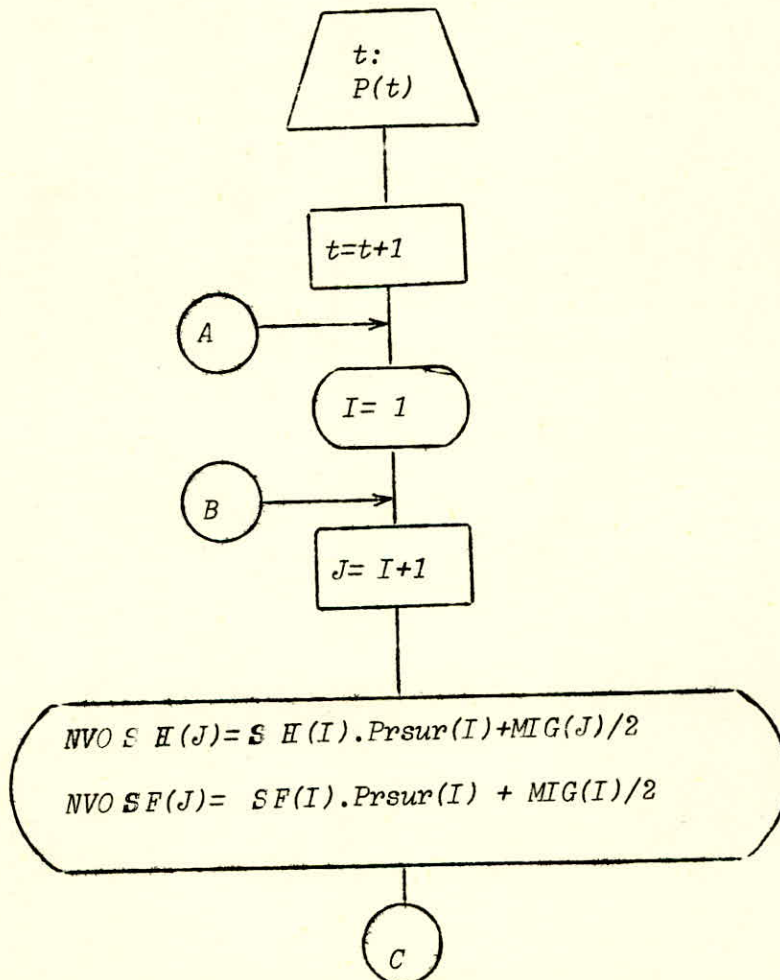 t:
P(t)
t=t+1
A
I= 1
B
J= I+1
NVO S H(J)= S H(I).Prsur(I)+MIG(J)/2
NVO SF(J)= SF(I).Prsur(I) + MIG(I)/2
C